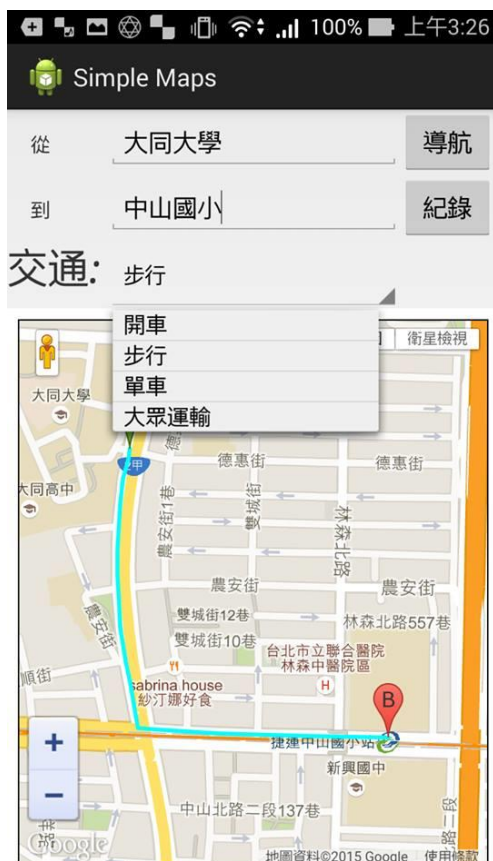 100% 上午3:26
Simple Maps
從 大同大學 導航
到 中山國小 紀錄
交通: 步行
開車
步行
單車
大眾運輸
衛星檢視
大同大學
2甲
德惠街
德惠街
大同高中
農安街1巷
雙城街
林森北路
農安街
農安街
農安街
雙城街12巷
林森北路557巷
雙城街10巷
台北市立聯合醫院
林森中醫院區
H
順街
sabrina house
紗汀娜好食
B
+
捷運中山國小站
新興國中
−
中山北路二段137巷
Google
地圖資料©2015 Google 使用條款